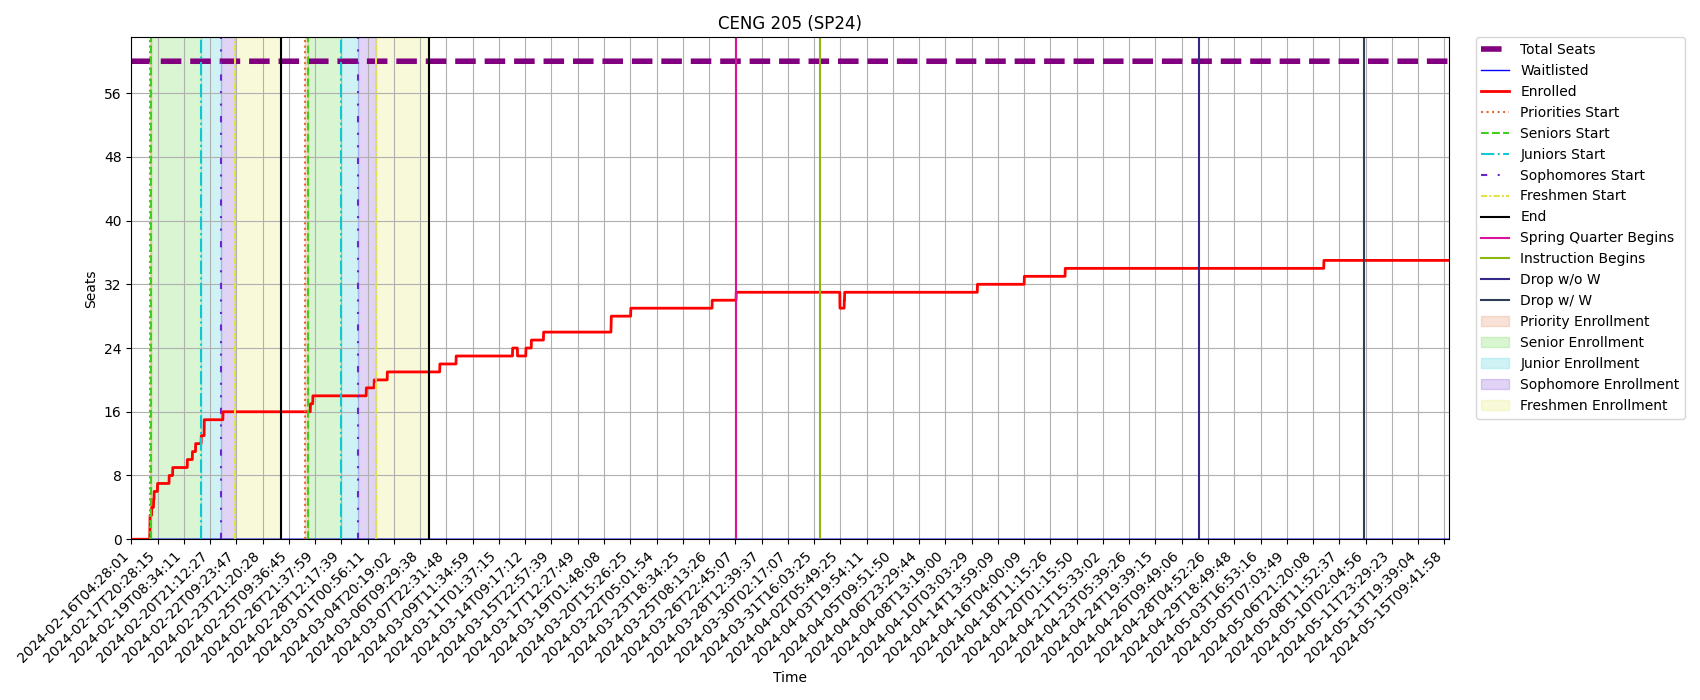 CENG 205 (SP24)
Seats
56
48
40
32
24
16
8
0
2024-02-16T04:28:01
2024-02-17T20:28:15
2024-02-19T08:34:11
2024-02-20T21:12:27
2024-02-22T09:23:47
2024-02-23T21:20:28
2024-02-25T09:36:45
2024-02-26T21:37:59
2024-02-28T12:17:39
2024-03-01T00:56:11
2024-03-04T20:19:02
2024-03-06T09:29:38
2024-03-07T22:31:48
2024-03-09T11:34:59
2024-03-11T01:37:15
2024-03-14T09:17:12
2024-03-15T22:57:39
2024-03-17T12:27:49
2024-03-19T01:48:08
2024-03-20T15:26:25
2024-03-22T05:01:54
2024-03-23T18:34:25
2024-03-25T08:13:26
2024-03-26T22:45:07
2024-03-28T12:39:37
2024-03-30T02:17:07
2024-03-31T16:03:25
2024-04-02T05:49:25
2024-04-03T19:54:11
2024-04-05T09:51:50
2024-04-06T23:29:44
2024-04-08T13:19:00
2024-04-10T03:03:29
2024-04-14T13:59:09
2024-04-16T04:00:09
2024-04-18T11:15:26
2024-04-20T01:15:50
2024-04-21T15:33:02
2024-04-23T05:39:26
2024-04-24T19:39:15
2024-04-26T09:49:06
2024-04-28T04:52:26
2024-04-29T18:49:48
2024-05-03T16:53:16
2024-05-05T07:03:49
2024-05-06T21:20:08
2024-05-08T11:52:37
2024-05-10T02:04:56
2024-05-11T23:29:23
2024-05-13T19:39:04
2024-05-15T09:41:58
Time
Total Seats
Waitlisted
Enrolled
Priorities Start
Seniors Start
Juniors Start
Sophomores Start
Freshmen Start
End
Spring Quarter Begins
Instruction Begins
Drop w/o W
Drop w/ W
Priority Enrollment
Senior Enrollment
Junior Enrollment
Sophomore Enrollment
Freshmen Enrollment